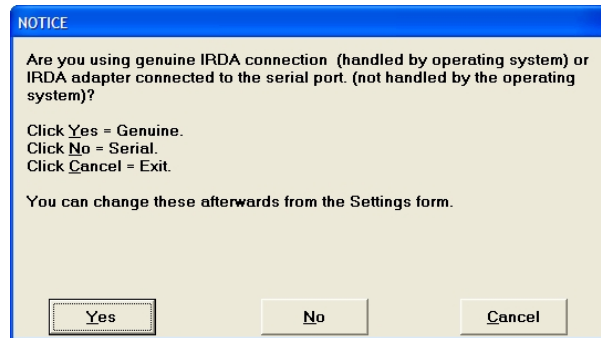 NOTICE
Are you using genuine IRDA connection (handled by operating system) or
IRDA adapter connected to the serial port. (not handled by the operating
system)?
Click Yes = Genuine.
Click No = Serial.
Click Cancel = Exit.
You can change these afterwards from the Settings form.
Yes No Cancel